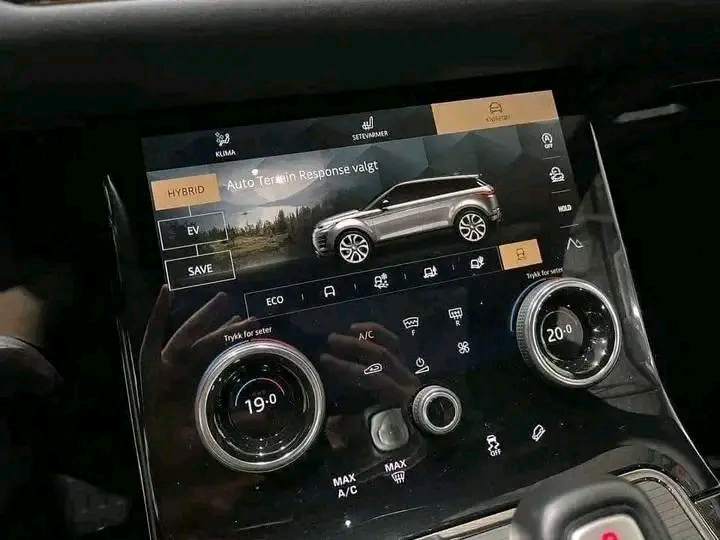 KLIMA
SETEVARMER
Kjøretøy
HYBRID
Auto Terrain Response valgt
OFF
EV
HOLD
SAVE
ECO
Trykk for seter
Trykk for seter
A/C
F
R
20.0
19.0
OFF
MAX
A/C
MAX